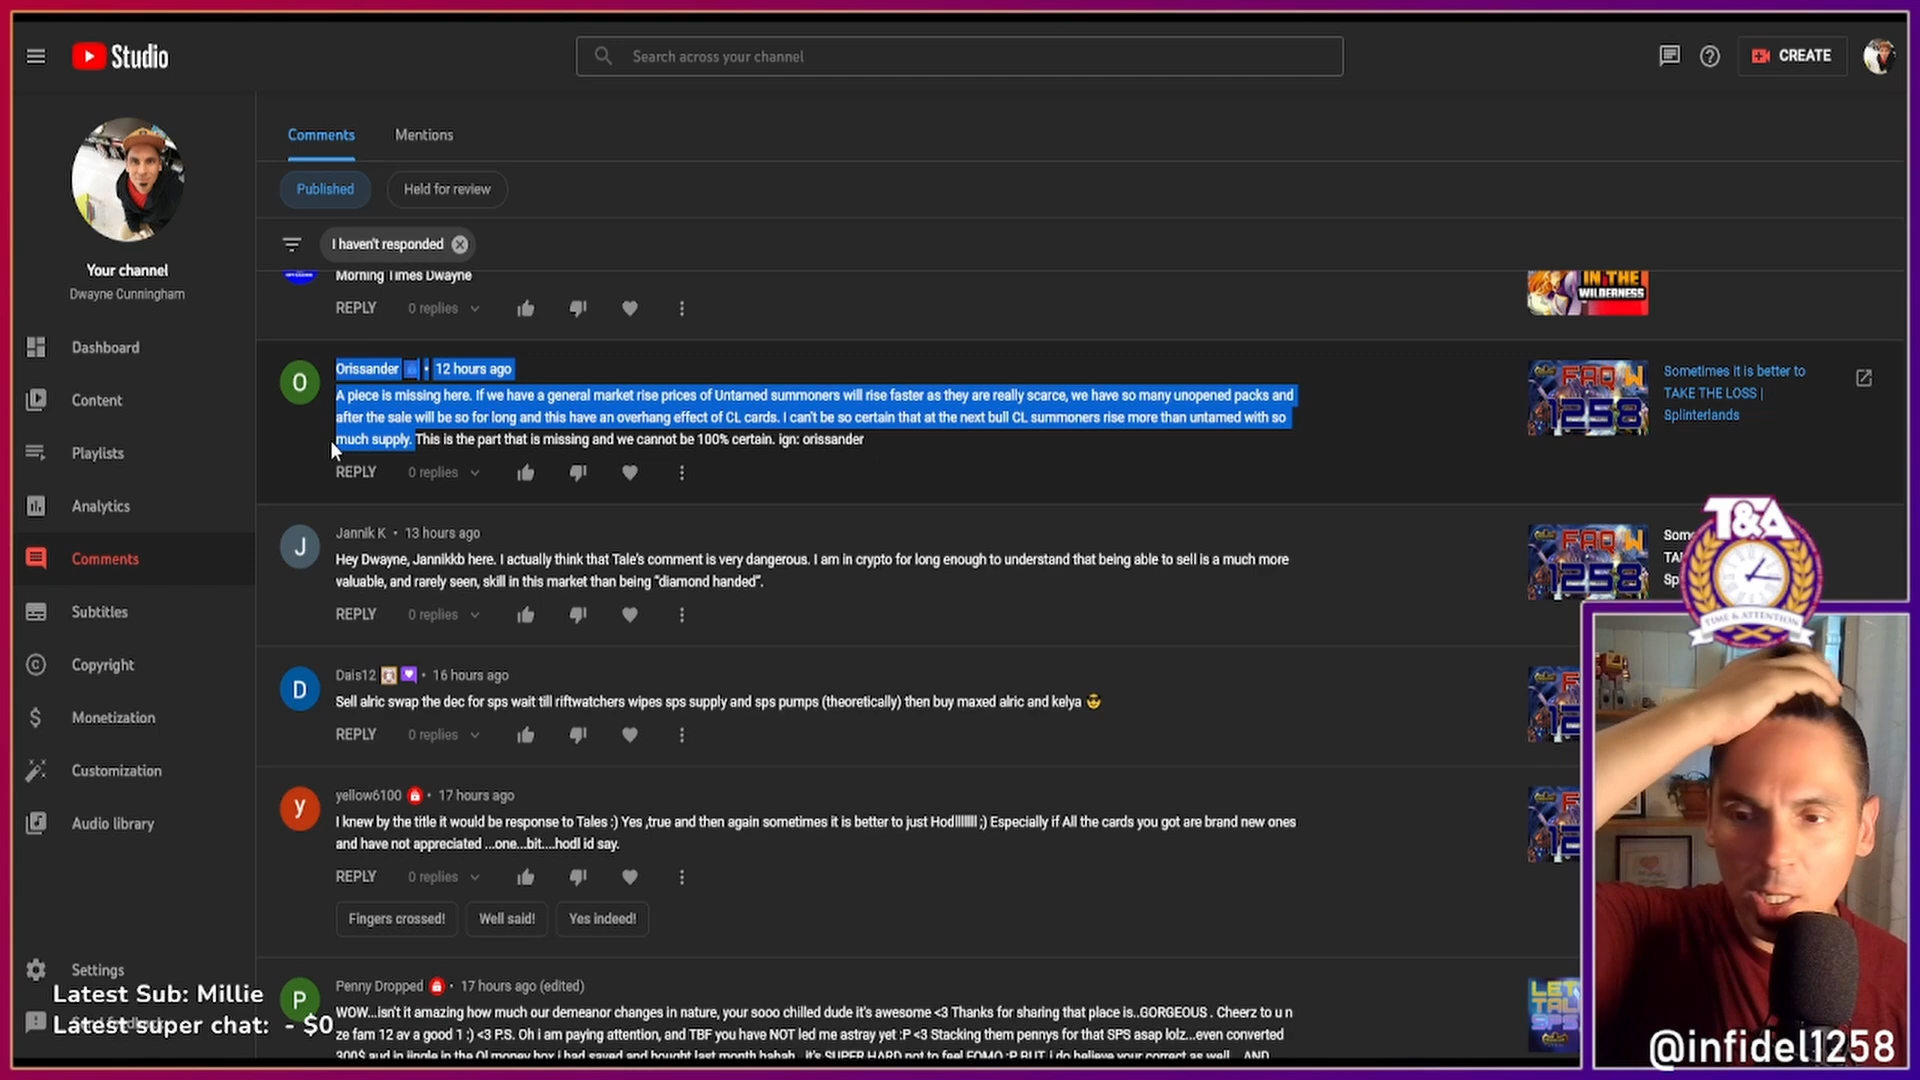 Studio
Search across your channel
CREATE
Your channel
Dwayne Cunningham
Dashboard
Content
Playlists
Analytics
Comments
Subtitles
Copyright
Monetization
Customization
Audio library
Settings
Comments
Mentions
Published
Held for review
I haven't responded
Morning Times Dwayne
REPLY
0 replies
IN THE
WILDERNESS
O
Orissander • 12 hours ago
A piece is missing here. If we have a general market rise prices of Untamed summoners will rise faster as they are really scarce, we have so many unopened packs and
after the sale will be so for long and this have an overhang effect of CL cards. I can't be so certain that at the next bull CL summoners rise more than untamed with so
much supply. This is the part that is missing and we cannot be 100% certain. ign: orissander
REPLY
0 replies
FAQ W
1258
Sometimes it is better to
TAKE THE LOSS |
Splinterlands
J
Jannik K • 13 hours ago
Hey Dwayne, Jannikkb here. I actually think that Tale's comment is very dangerous. I am in crypto for long enough to understand that being able to sell is a much more
valuable, and rarely seen, skill in this market than being “diamond handed”.
REPLY
0 replies
FAQ W
1258
T&A
TIME & ATTENTION
D
Dais12 • 16 hours ago
Sell alric swap the dec for sps wait till riftwatchers wipes sps supply and sps pumps (theoretically) then buy maxed alric and kelya 😎
REPLY
0 replies
y
yellow6100 • 17 hours ago
I knew by the title it would be response to Tales :) Yes ,true and then again sometimes it is better to just Hodllllllll ;) Especially if All the cards you got are brand new ones
and have not appreciated ...one...bit....hodl id say.
REPLY
0 replies
Fingers crossed!
Well said!
Yes indeed!
P
Penny Dropped • 17 hours ago (edited)
WOW...isn't it amazing how much our demeanor changes in nature, your sooo chilled dude it's awesome <3 Thanks for sharing that place is..GORGEOUS . Cheerz to u n
ze fam 12 av a good 1 :) <3 P.S. Oh i am paying attention, and TBF you have NOT led me astray yet :P <3 Stacking them pennys for that SPS asap lolz...even converted
LET
TAL
SPS
Latest Sub: Millie
Latest super chat: - $0
@infidel1258